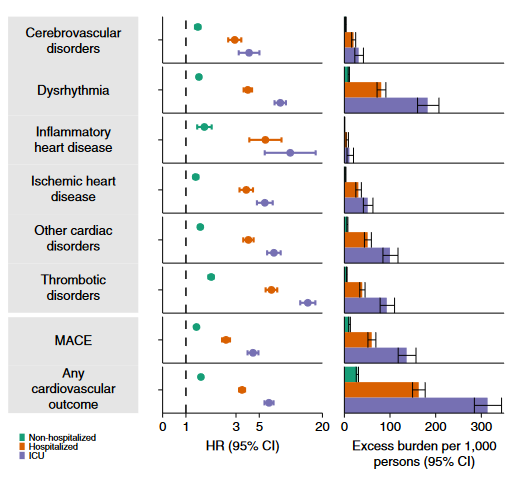 Cerebrovascular
disorders
Dysrhythmia
Inflammatory
heart disease
Ischemic heart
disease
Other cardiac
disorders
Thrombotic
disorders
MACE
Any
cardiovascular
outcome
0 1 3 5 20
0 100 200 300
HR (95% CI)
Excess burden per 1,000
persons (95% CI)
Non-hospitalized
Hospitalized
ICU